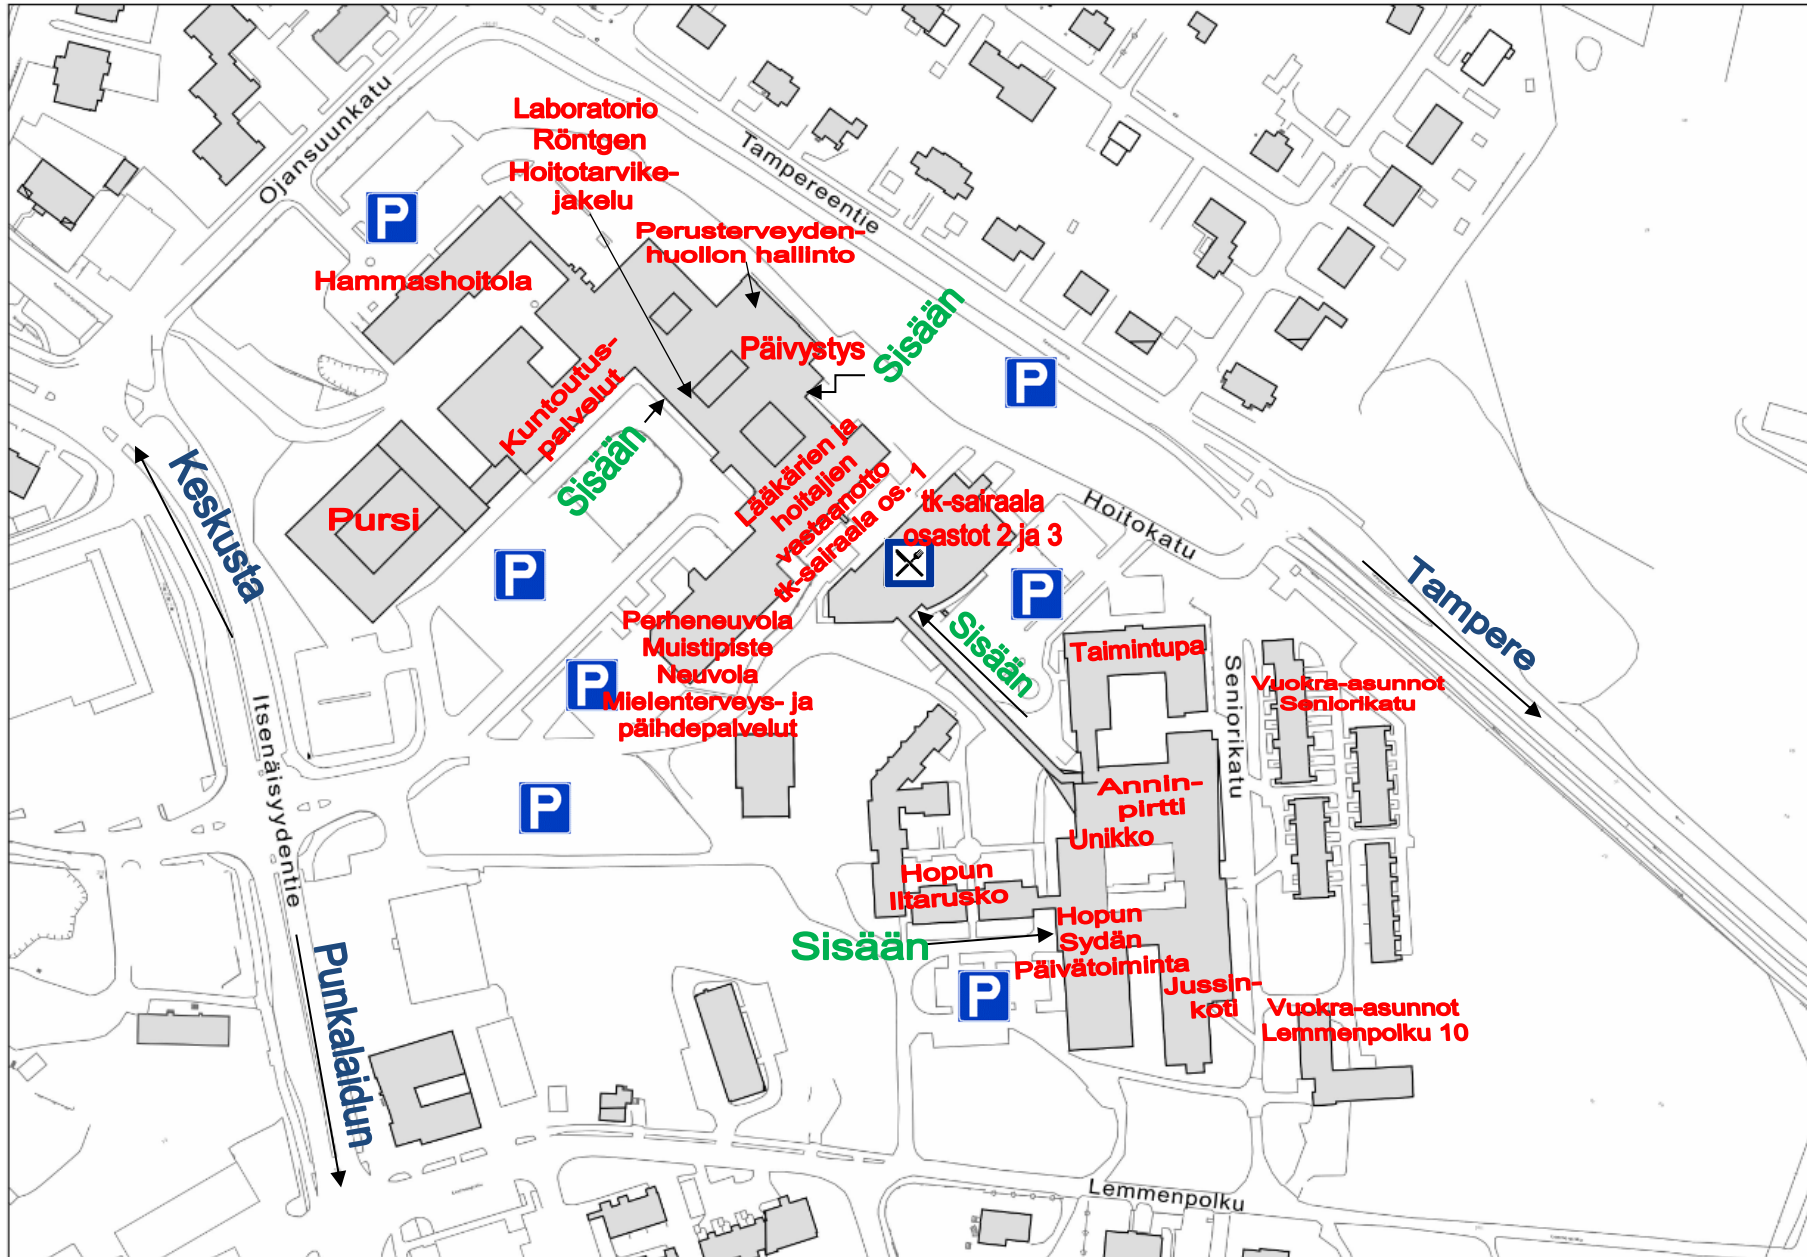 Ojansuunkatu
Laboratorio
Röntgen
Hoitotarvike-
jakelu
Tampereentie
P
Perusterveyden-
huollon hallinto
Hammashoitola
Päivystys
Sisään
P
Kuntoutus-
palvelut
Sisään
Keskusta
Pursi
Lääkärien ja
hoitajien
vastaanotto
tk-sairaala os. 1
tk-sairaala
osastot 2 ja 3
Hoitokatu
P
P
Tampere
Perheneuvola
Muistipiste
Neuvola
Mielenterveys- ja
päihdepalvelut
P
Sisään
Taimintupa
Seniorikatu
Vuokra-asunnot
Seniorikatu
Itsenäisyydentie
P
Annin-
pirtti
Unikko
Hopun
Iltarusko
Hopun
Sydän
Päivätoiminta
Sisään
P
Jussin-
koti
Vuokra-asunnot
Lemmenpolku 10
Punkalaidun
Lemmenpolku